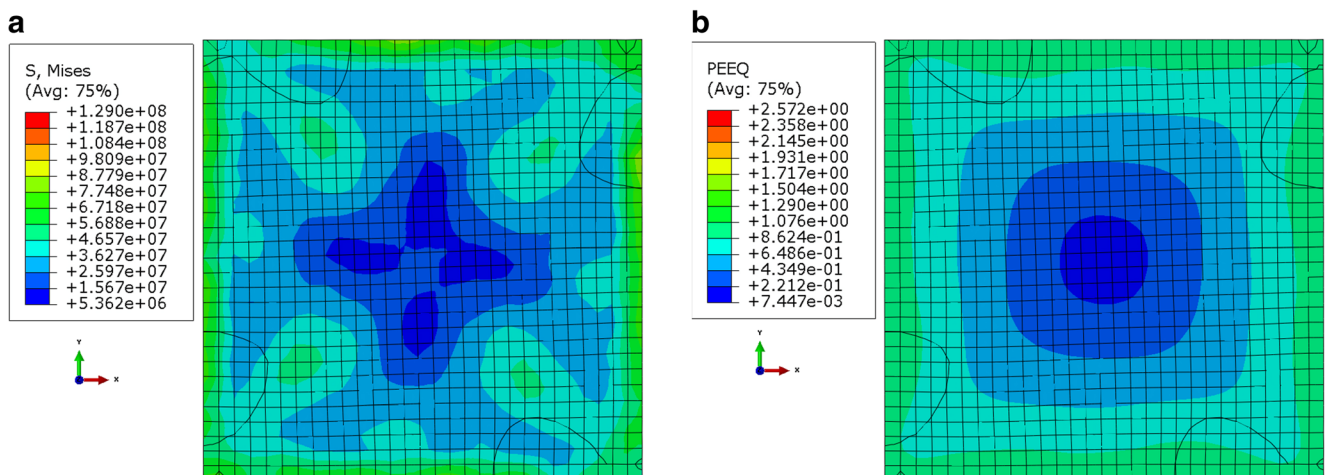 a
S, Mises
(Avg: 75%)
+1.290e+08
+1.187e+08
+1.084e+08
+9.809e+07
+8.779e+07
+7.748e+07
+6.718e+07
+5.688e+07
+4.657e+07
+3.627e+07
+2.597e+07
+1.567e+07
+5.362e+06
Y
X
b
PEEQ
(Avg: 75%)
+2.572e+00
+2.358e+00
+2.145e+00
+1.931e+00
+1.717e+00
+1.504e+00
+1.290e+00
+1.076e+00
+8.624e-01
+6.486e-01
+4.349e-01
+2.212e-01
+7.447e-03
Y
X